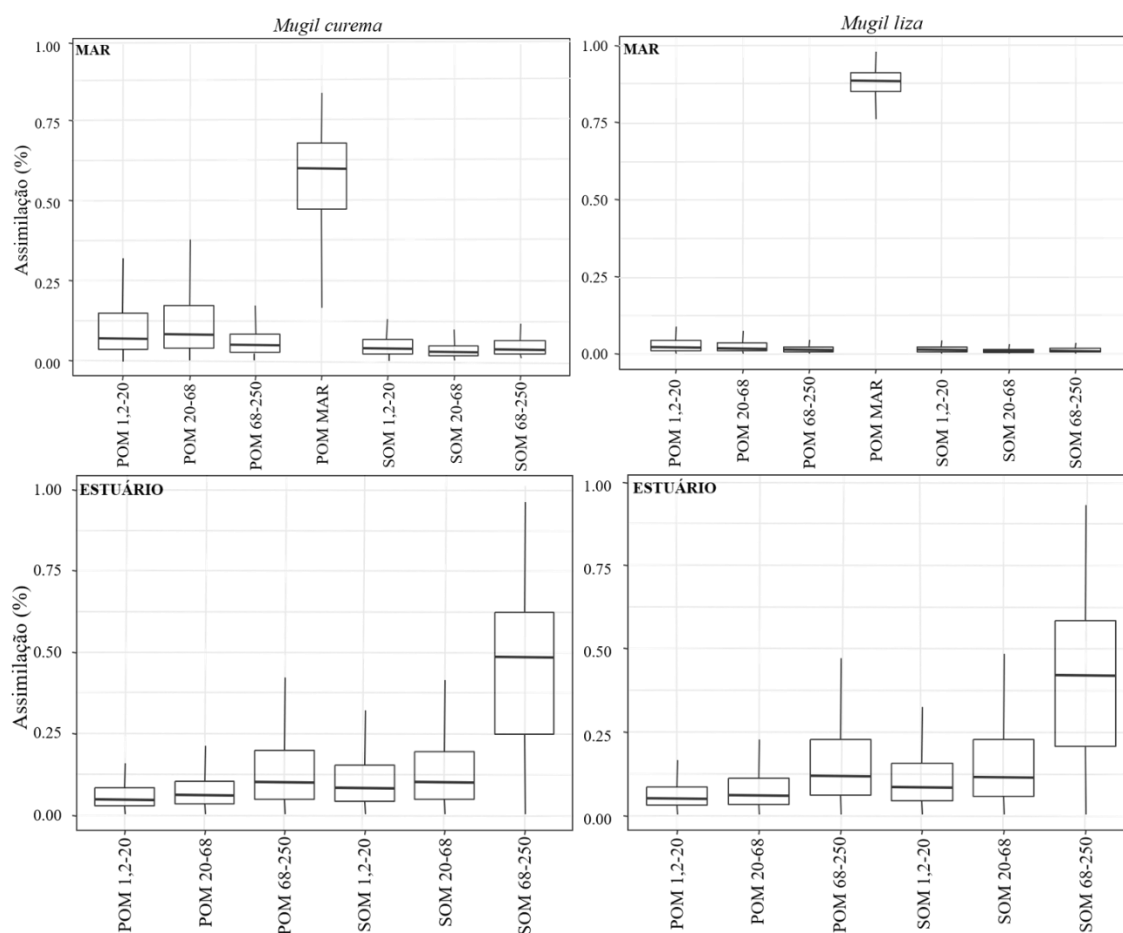 Mugil curema
Mugil liza
MAR
Assimilação (%)
1.00
0.75
0.50
0.25
0.00
POM 1,2-20
POM 20-68
POM 68-250
POM MAR
SOM 1,2-20
SOM 20-68
SOM 68-250
MAR
1.00
0.75
0.50
0.25
0.00
POM 1,2-20
POM 20-68
POM 68-250
POM MAR
SOM 1,2-20
SOM 20-68
SOM 68-250
ESTUÁRIO
Assimilação (%)
1.00
0.75
0.50
0.25
0.00
POM 1,2-20
POM 20-68
POM 68-250
SOM 1,2-20
SOM 20-68
SOM 68-250
ESTUÁRIO
1.00
0.75
0.50
0.25
0.00
POM 1,2-20
POM 20-68
POM 68-250
SOM 1,2-20
SOM 20-68
SOM 68-250